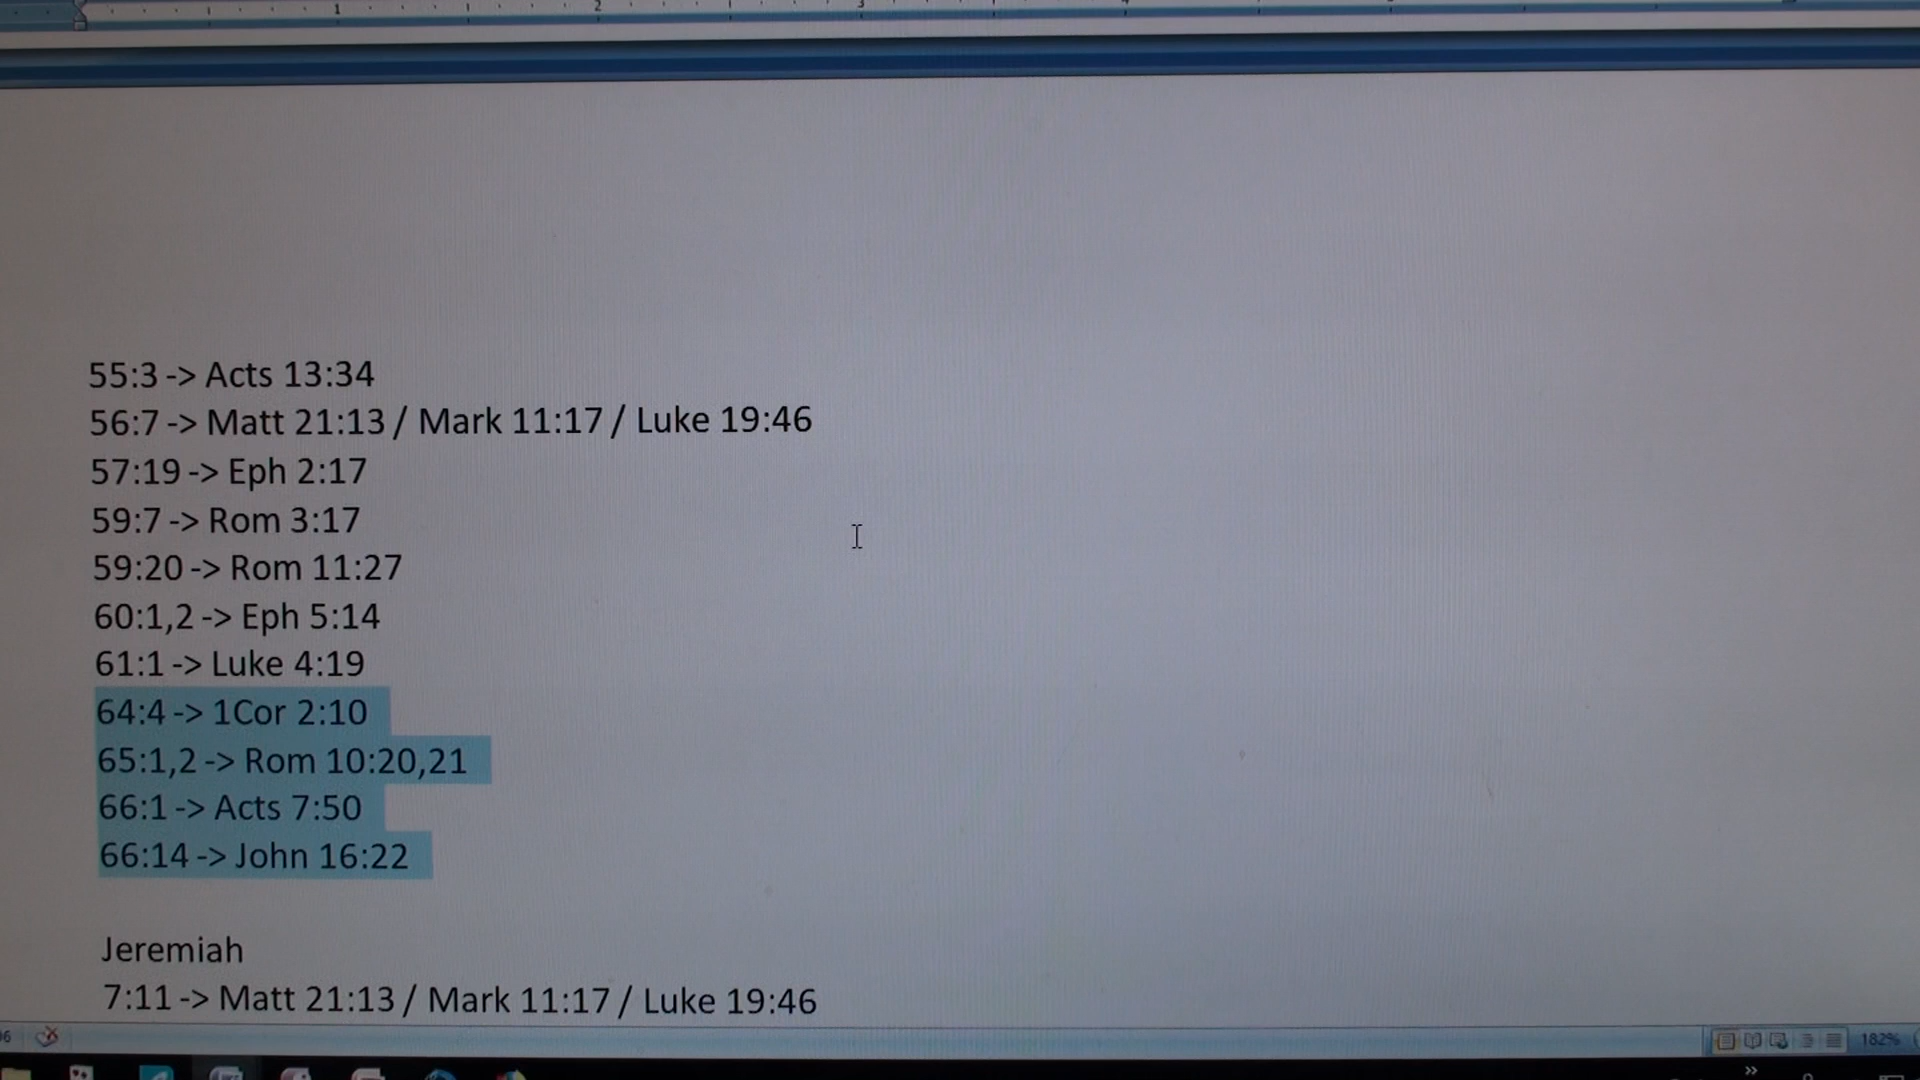 1 2 3
55:3 -> Acts 13:34
56:7 -> Matt 21:13 / Mark 11:17 / Luke 19:46
57:19 -> Eph 2:17
59:7 -> Rom 3:17
59:20 -> Rom 11:27
60:1,2 -> Eph 5:14
61:1 -> Luke 4:19
64:4 -> 1Cor 2:10
65:1,2 -> Rom 10:20,21
66:1 -> Acts 7:50
66:14 -> John 16:22
Jeremiah
7:11 -> Matt 21:13 / Mark 11:17 / Luke 19:46
182%